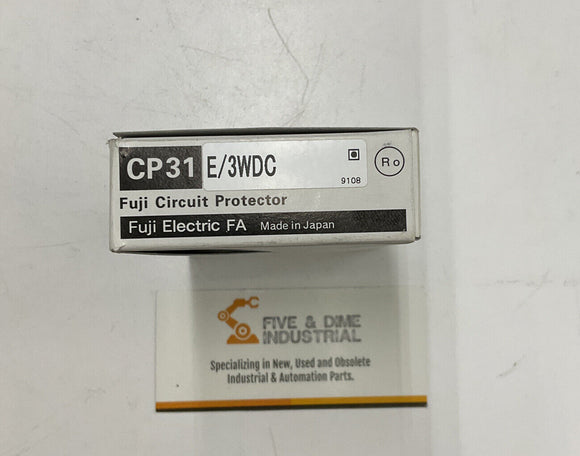 CP31 E/3WDC
Ro
9108
Fuji Circuit Protector
Fuji Electric FA Made in Japan
FIVE & DIME
INDUSTRIAL
Specializing in New, Used and Obsolete
Industrial & Automation Parts.